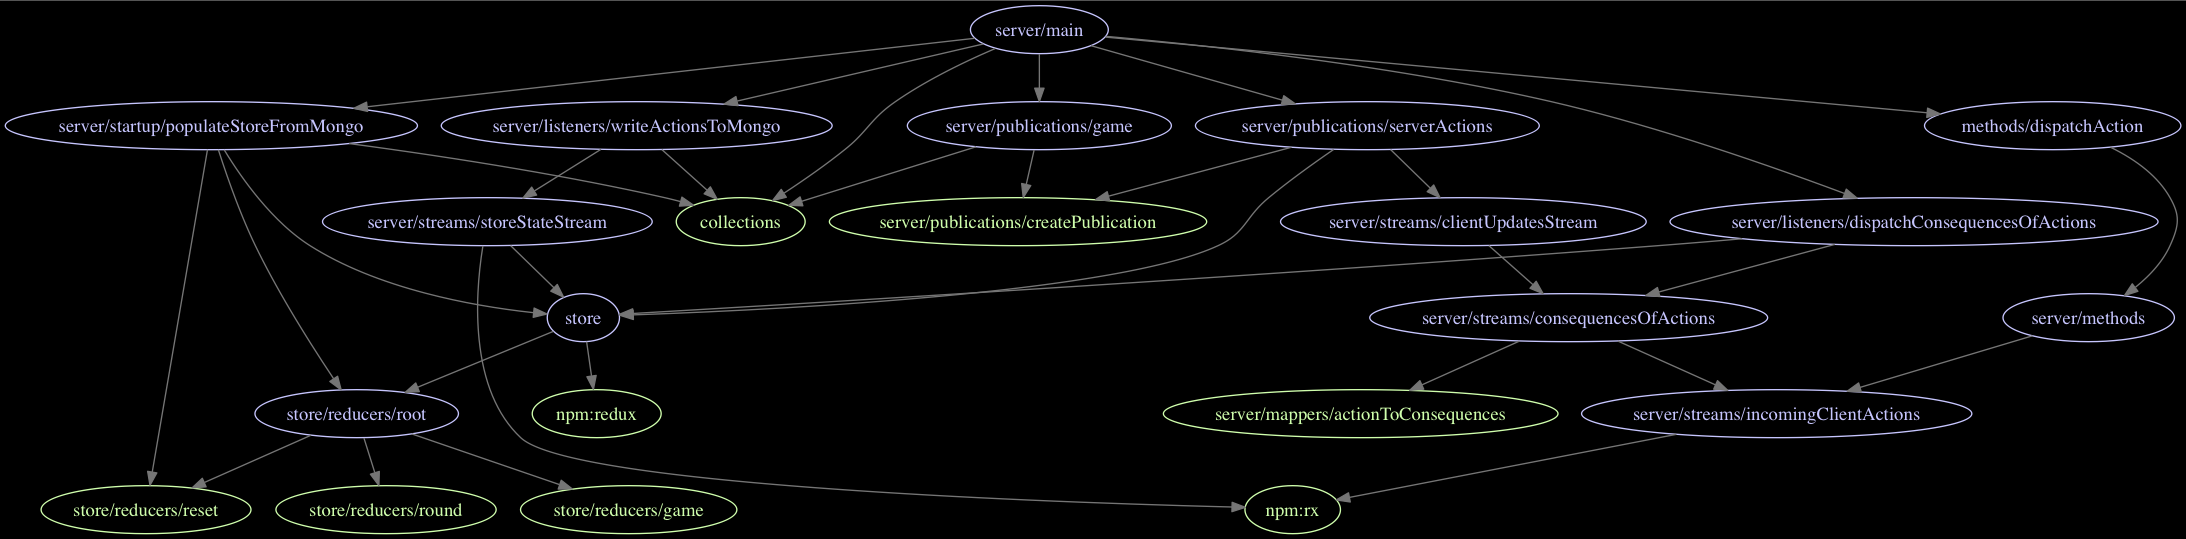 server/main
server/startup/populateStoreFromMongo
server/listeners/writeActionsToMongo
server/publications/game
server/publications/serverActions
methods/dispatchAction
server/streams/storeStateStream
collections
server/publications/createPublication
server/streams/clientUpdatesStream
server/listeners/dispatchConsequencesOfActions
store
server/streams/consequencesOfActions
server/methods
store/reducers/root
npm:redux
server/mappers/actionToConsequences
server/streams/incomingClientActions
store/reducers/reset
store/reducers/round
store/reducers/game
npm:rx